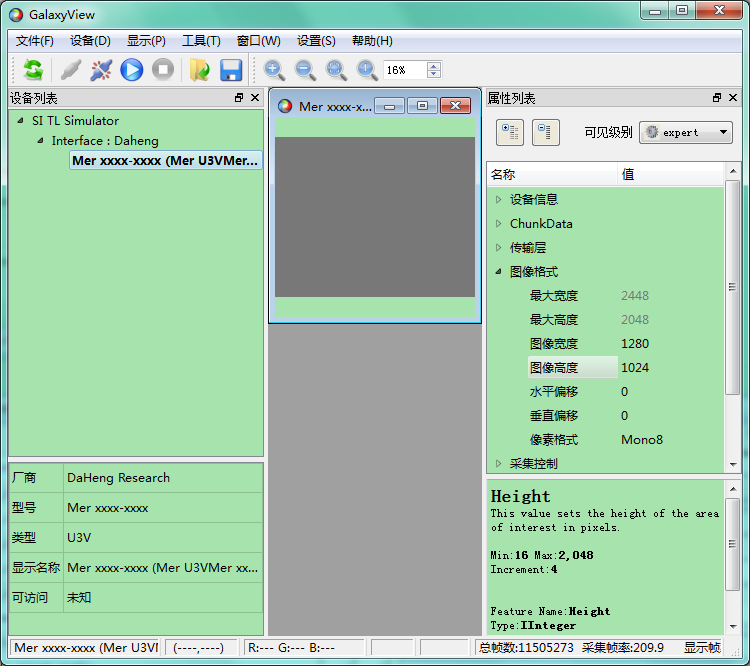 GalaxyView
文件(F) 设备(D) 显示(P) 工具(T) 窗口(W) 设置(S) 帮助(H)
16%
设备列表
SI TL Simulator
Interface : Daheng
Mer xxxx-xxxx (Mer U3VMer...
厂商 DaHeng Research
型号 Mer xxxx-xxxx
类型 U3V
显示名称 Mer xxxx-xxxx (Mer U3VMer xx...
可访问 未知
Mer xxxx-x...
属性列表
可见级别 expert
名称 值
设备信息
ChunkData
传输层
图像格式
最大宽度 2448
最大高度 2048
图像宽度 1280
图像高度 1024
水平偏移 0
垂直偏移 0
像素格式 Mono8
采集控制
Height
This value sets the height of the area
of interest in pixels.
Min:16 Max:2,048
Increment:4
Feature Name:Height
Type:IInteger
Mer xxxx-xxxx (Mer U3VM (----,----) R:--- G:--- B:--- 总帧数:11505273 采集帧率:209.9 显示帧